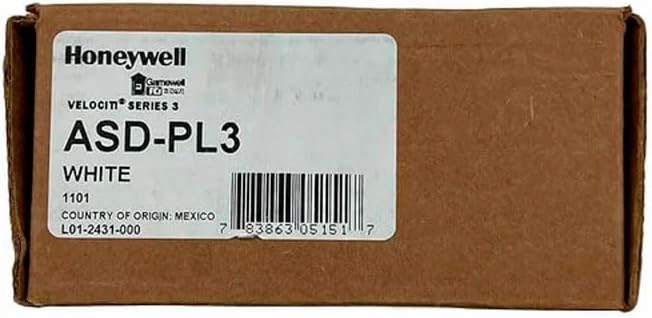 Honeywell
Gamewell
FCI
VELOCITI® SERIES 3
ASD-PL3
WHITE
1101
COUNTRY OF ORIGIN: MEXICO
L01-2431-000
7 83863 05151 7